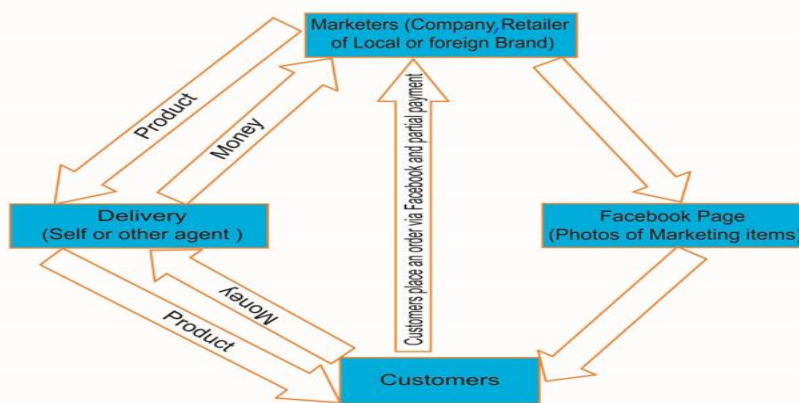 Marketers (Company, Retailer
of Local or foreign Brand)
Product
Money
Customers place an order via Facebook and partial payment
Delivery
(Self or other agent )
Facebook Page
(Photos of Marketing items)
Money
Product
Customers